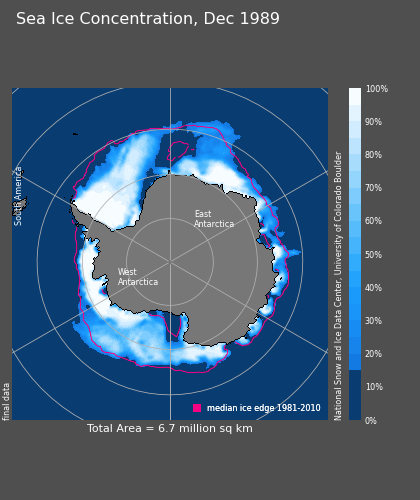 Sea Ice Concentration, Dec 1989
South America
East
Antarctica
West
Antarctica
final data
median ice edge 1981-2010
Total Area = 6.7 million sq km
National Snow and Ice Data Center, University of Colorado Boulder
100%
90%
80%
70%
60%
50%
40%
30%
20%
10%
0%